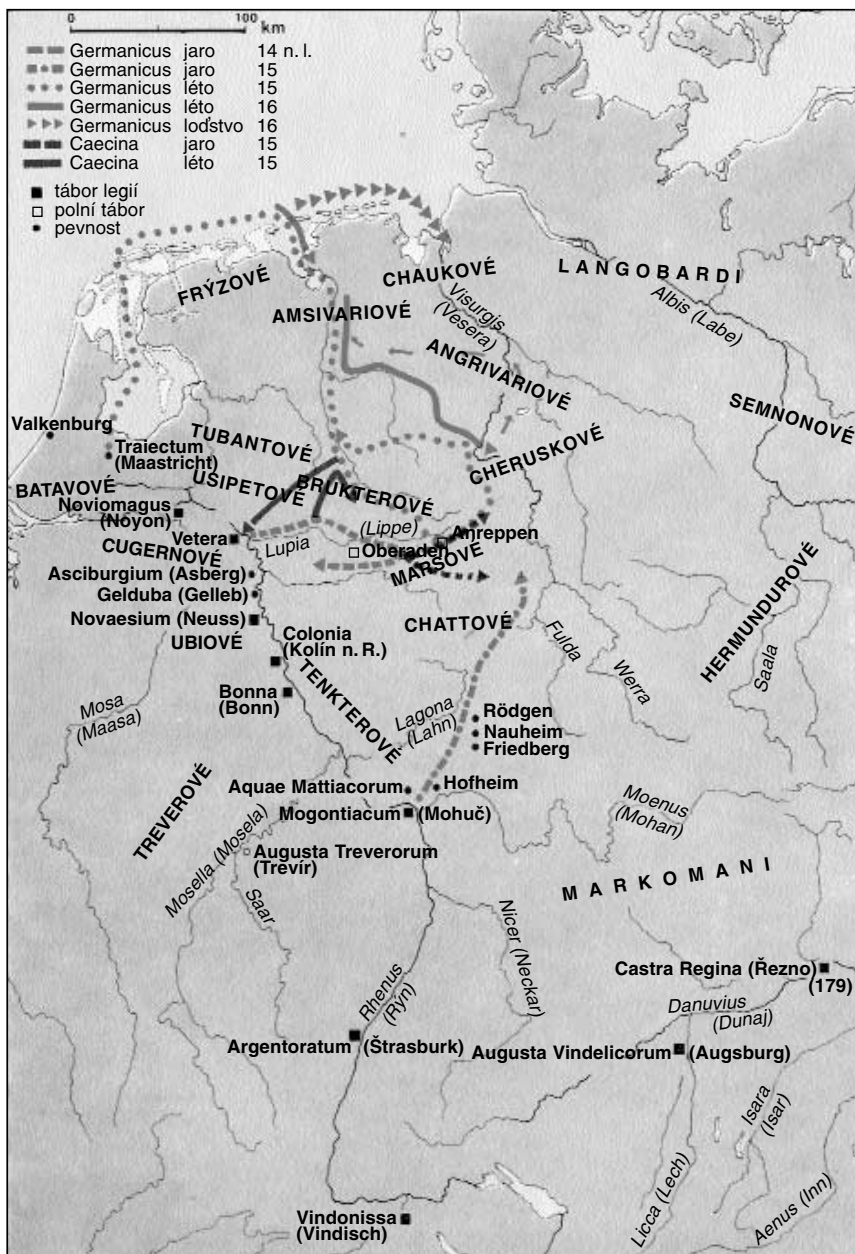 0 100
km
Germanicus jaro 14 n. l.
Germanicus jaro 15
Germanicus léto 15
Germanicus léto 16
Germanicus loďstvo 16
Caecina jaro 15
Caecina léto 15
tábor legií
polní tábor
pevnost
FRÝZOVÉ
CHAUKOVÉ
LANGOBARDI
AMSIVARIOVÉ
Visurgis
(Vesera)
Albis (Labe)
ANGRIVARIOVÉ
SEMNONOVÉ
Valkenburg
Traiectum
(Maastricht)
TUBANTOVÉ
CHERUSKOVÉ
BATAVOVÉ
USIPETOVÉ
BRUKTEROVÉ
Noviomagus
(Noyon)
Vetera
Lupia
(Lippe)
Anreppen
Oberaden
CUGERNOVÉ
MARSOVÉ
Asciburgium (Asberg)
Gelduba (Gelleb)
Novaesium (Neuss)
UBIOVÉ
CHATTOVÉ
HERMUNDUROVÉ
Colonia
(Kolín n. R.)
Fulda
Werra
Saala
Bonna
(Bonn)
TENKTEROVÉ
Mosa
(Maasa)
Lagona
(Lahn)
Rödgen
Nauheim
Friedberg
TREVEROVÉ
Aquae Mattiacorum
Hofheim
Mogontiacum (Mohuč)
Moenus
(Mohan)
Mosella (Mosela)
Augusta Treverorum
(Trevír)
Saar
MARKOMANI
Nicer (Neckar)
Castra Regina (Řezno)
(179)
Rhenus
(Rýn)
Danuvius
(Dunaj)
Argentoratum (Štrasburk)
Augusta Vindelicorum (Augsburg)
Isara
(Isar)
Licca (Lech)
Aenus (Inn)
Vindonissa
(Vindisch)